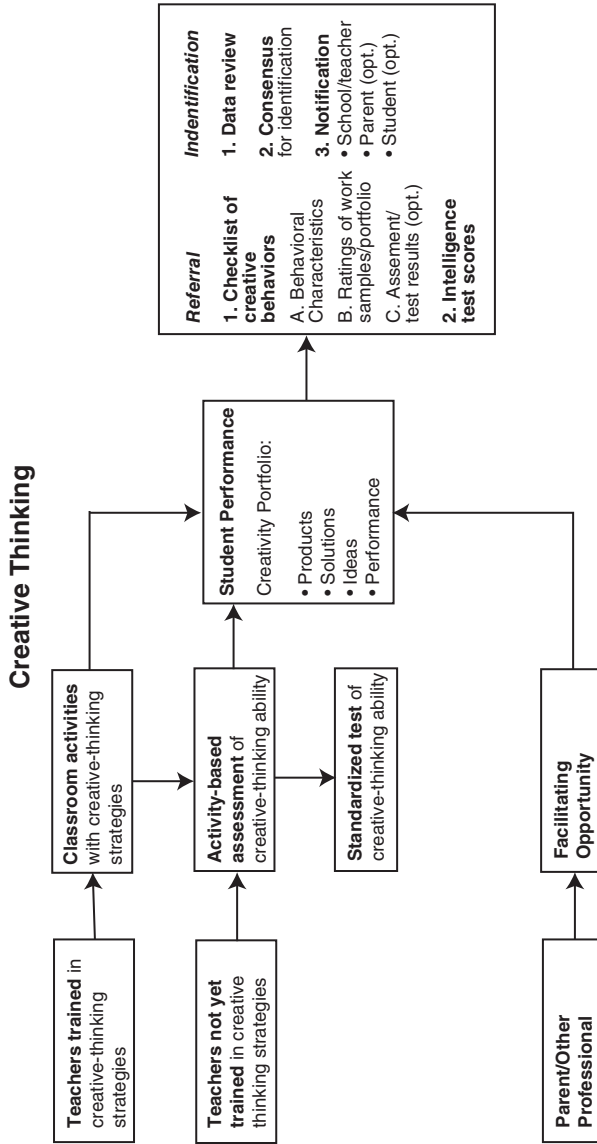 Creative Thinking
Teachers trained in
creative-thinking
strategies
Classroom activities
with creative-thinking
strategies
Teachers not yet
trained in creative
thinking strategies
Activity-based
assessment of
creative-thinking ability
Standardized test of
creative-thinking ability
Parent/Other
Professional
Facilitating
Opportunity
Student Performance
Creativity Portfolio:
• Products
• Solutions
• Ideas
• Performance
Referral
1. Checklist of
creative
behaviors
A. Behavioral
Characteristics
B. Ratings of work
samples/portfolio
C. Assement/
test results (opt.)
2. Intelligence
test scores
Indentification
1. Data review
2. Consensus
for identification
3. Notification
• School/teacher
• Parent (opt.)
• Student (opt.)